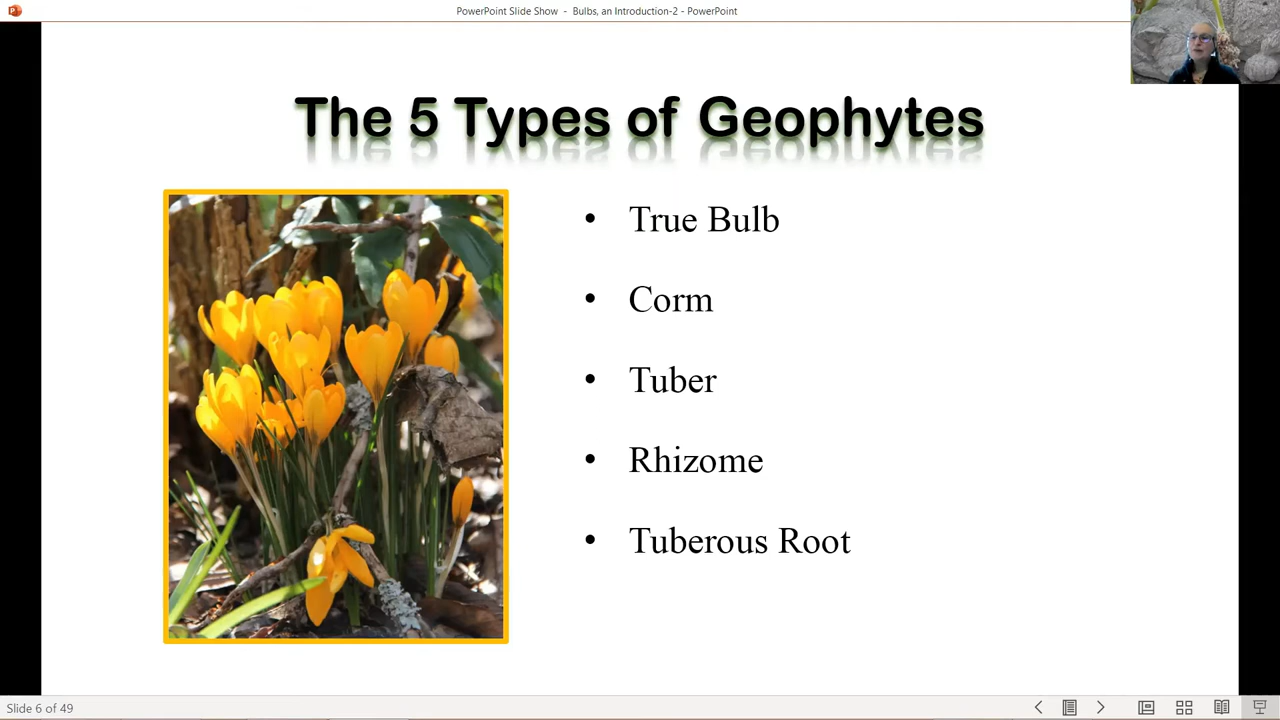 PowerPoint Slide Show - Bulbs, an Introduction-2 - PowerPoint
The 5 Types of Geophytes
• True Bulb
• Corm
• Tuber
• Rhizome
• Tuberous Root
Slide 6 of 49